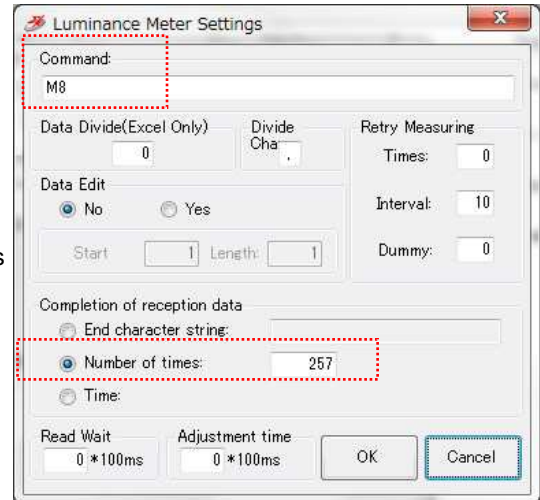 Luminance Meter Settings
Command:
M8
Data Divide(Excel Only)
0
Divide
Cha
,
Retry Measuring
Times: 0
Interval: 10
Dummy: 0
Data Edit
No Yes
Start 1 Length: 1
s
Completion of reception data
End character string:
Number of times: 257
Time:
Read Wait
0 *100ms
Adjustment time
0 *100ms
OK
Cancel